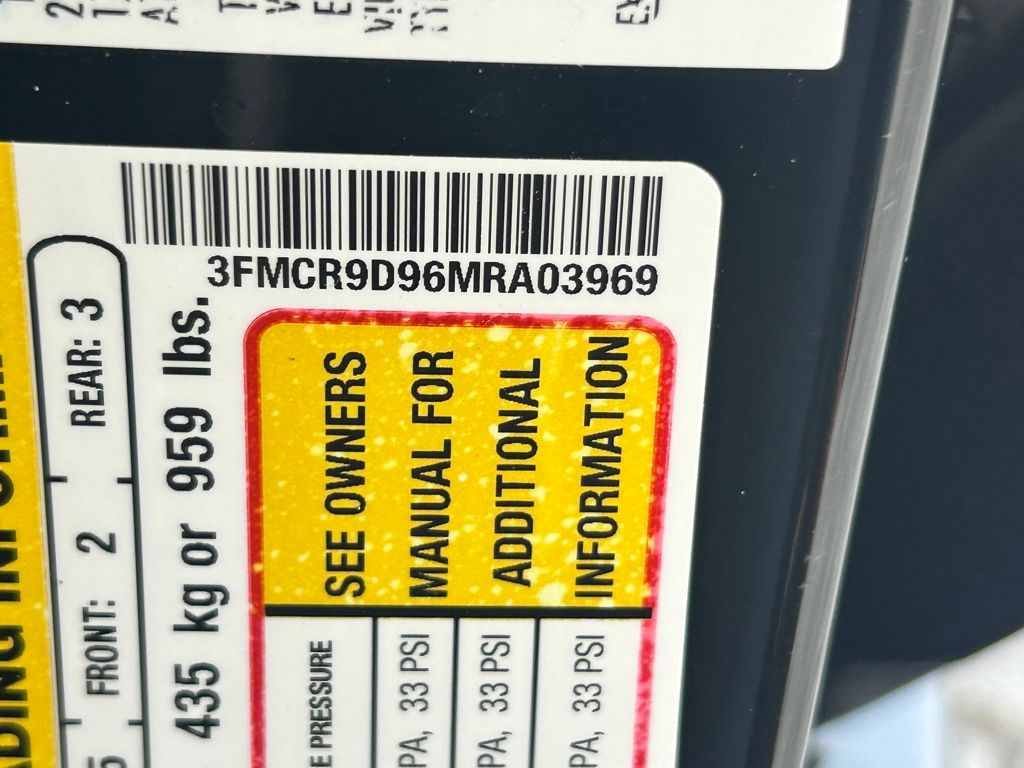 3FMCR9D96MRA03969
FRONT: 2 REAR: 3
435 kg or 959 lbs.
SEE OWNERS
MANUAL FOR
ADDITIONAL
INFORMATION
PRESSURE
33 PSI
33 PSI
33 PSI